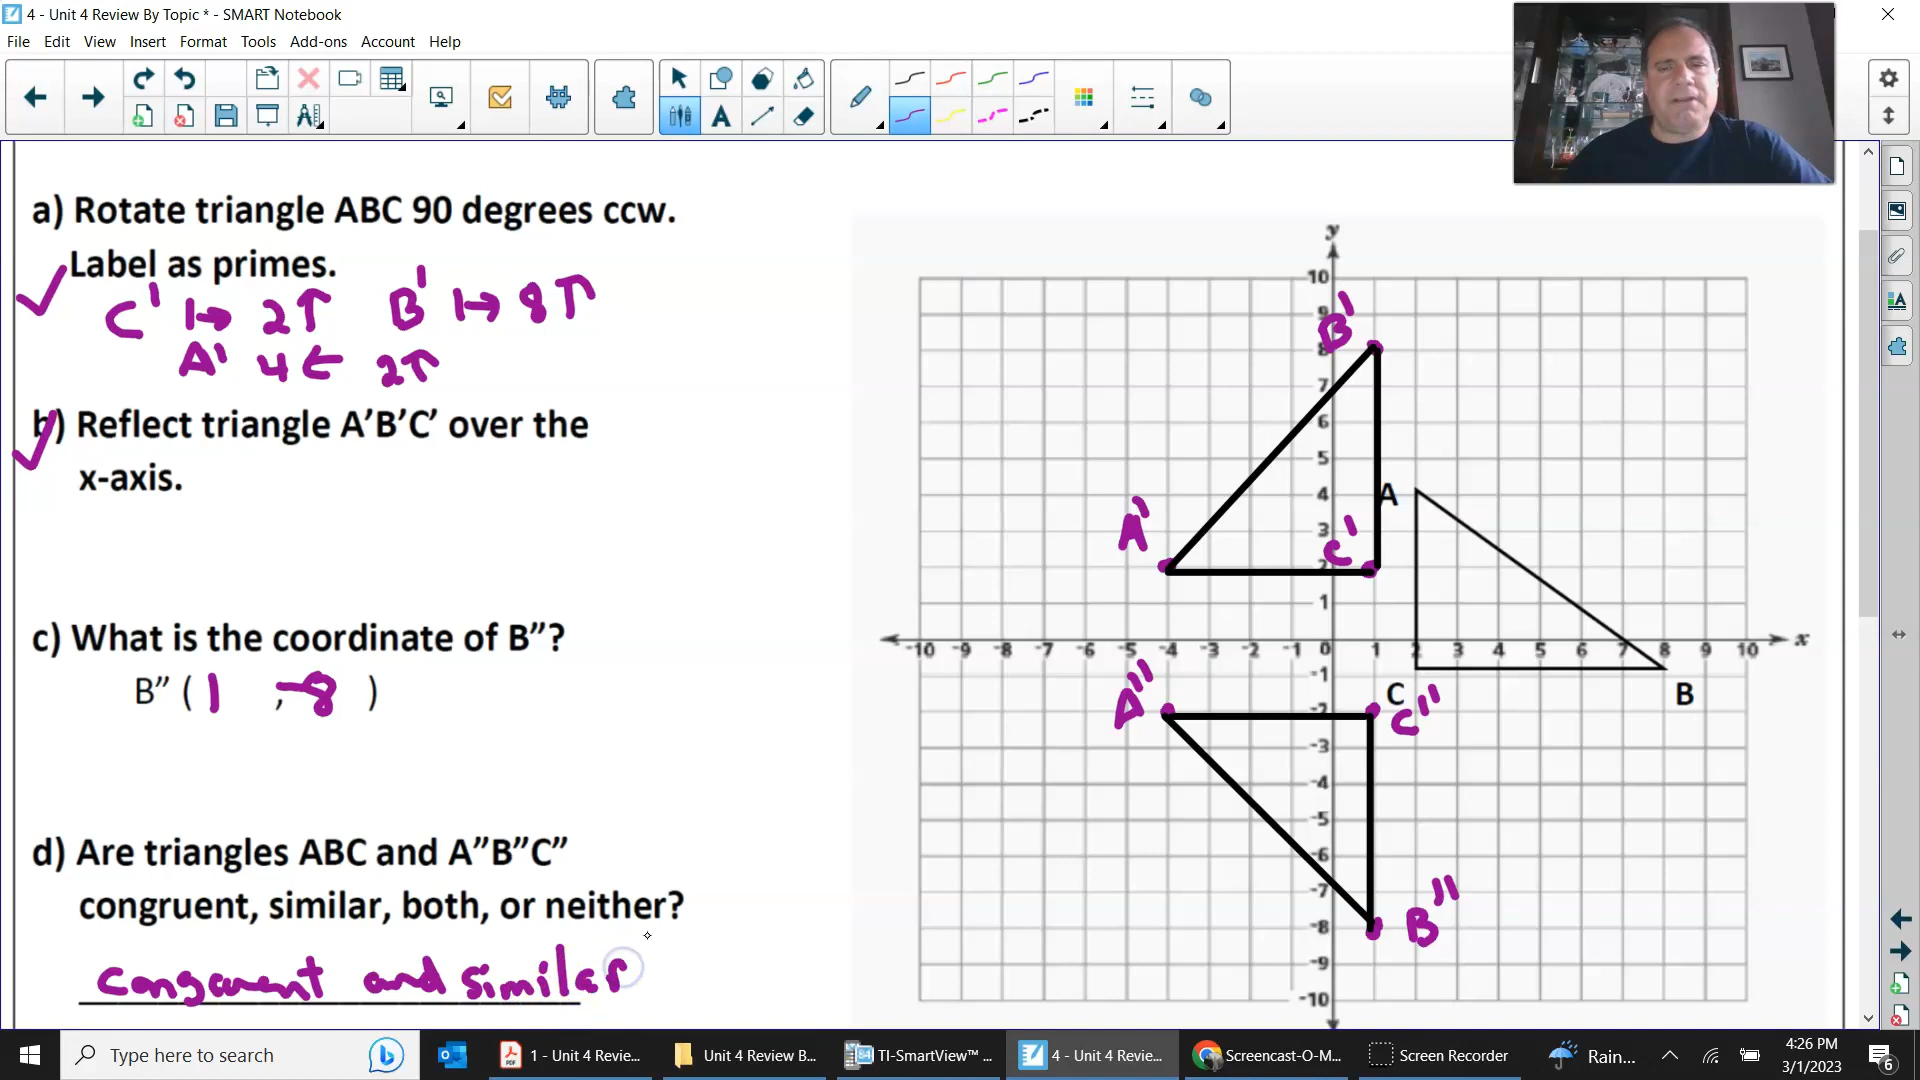 4 - Unit 4 Review By Topic * - SMART Notebook
File Edit View Insert Format Tools Add-ons Account Help
a) Rotate triangle ABC 90 degrees ccw.
Label as primes.
C' 1→ 2↑ B' 1→ 8↑
A' 4← 2↑
b) Reflect triangle A’B’C’ over the
x-axis.
c) What is the coordinate of B”?
B” ( 1 , -8 )
d) Are triangles ABC and A”B”C”
congruent, similar, both, or neither?
congruent and similar
y
10
9
B'
8
7
6
5
4
A
A'
3
C'
2
1
-10 -9 -8 -7 -6 -5 -4 -3 -2 -1 0 1 2 3 4 5 6 7 8 9 10 x
-1
A"
C
B
-2
C"
-3
-4
-5
-6
-7
-8
B"
-9
-10
Type here to search
1 - Unit 4 Revie...
Unit 4 Review B...
84
TI-SmartView™ ...
4 - Unit 4 Revie...
Screencast-O-M...
Screen Recorder
Rain...
4:26 PM
3/1/2023
6